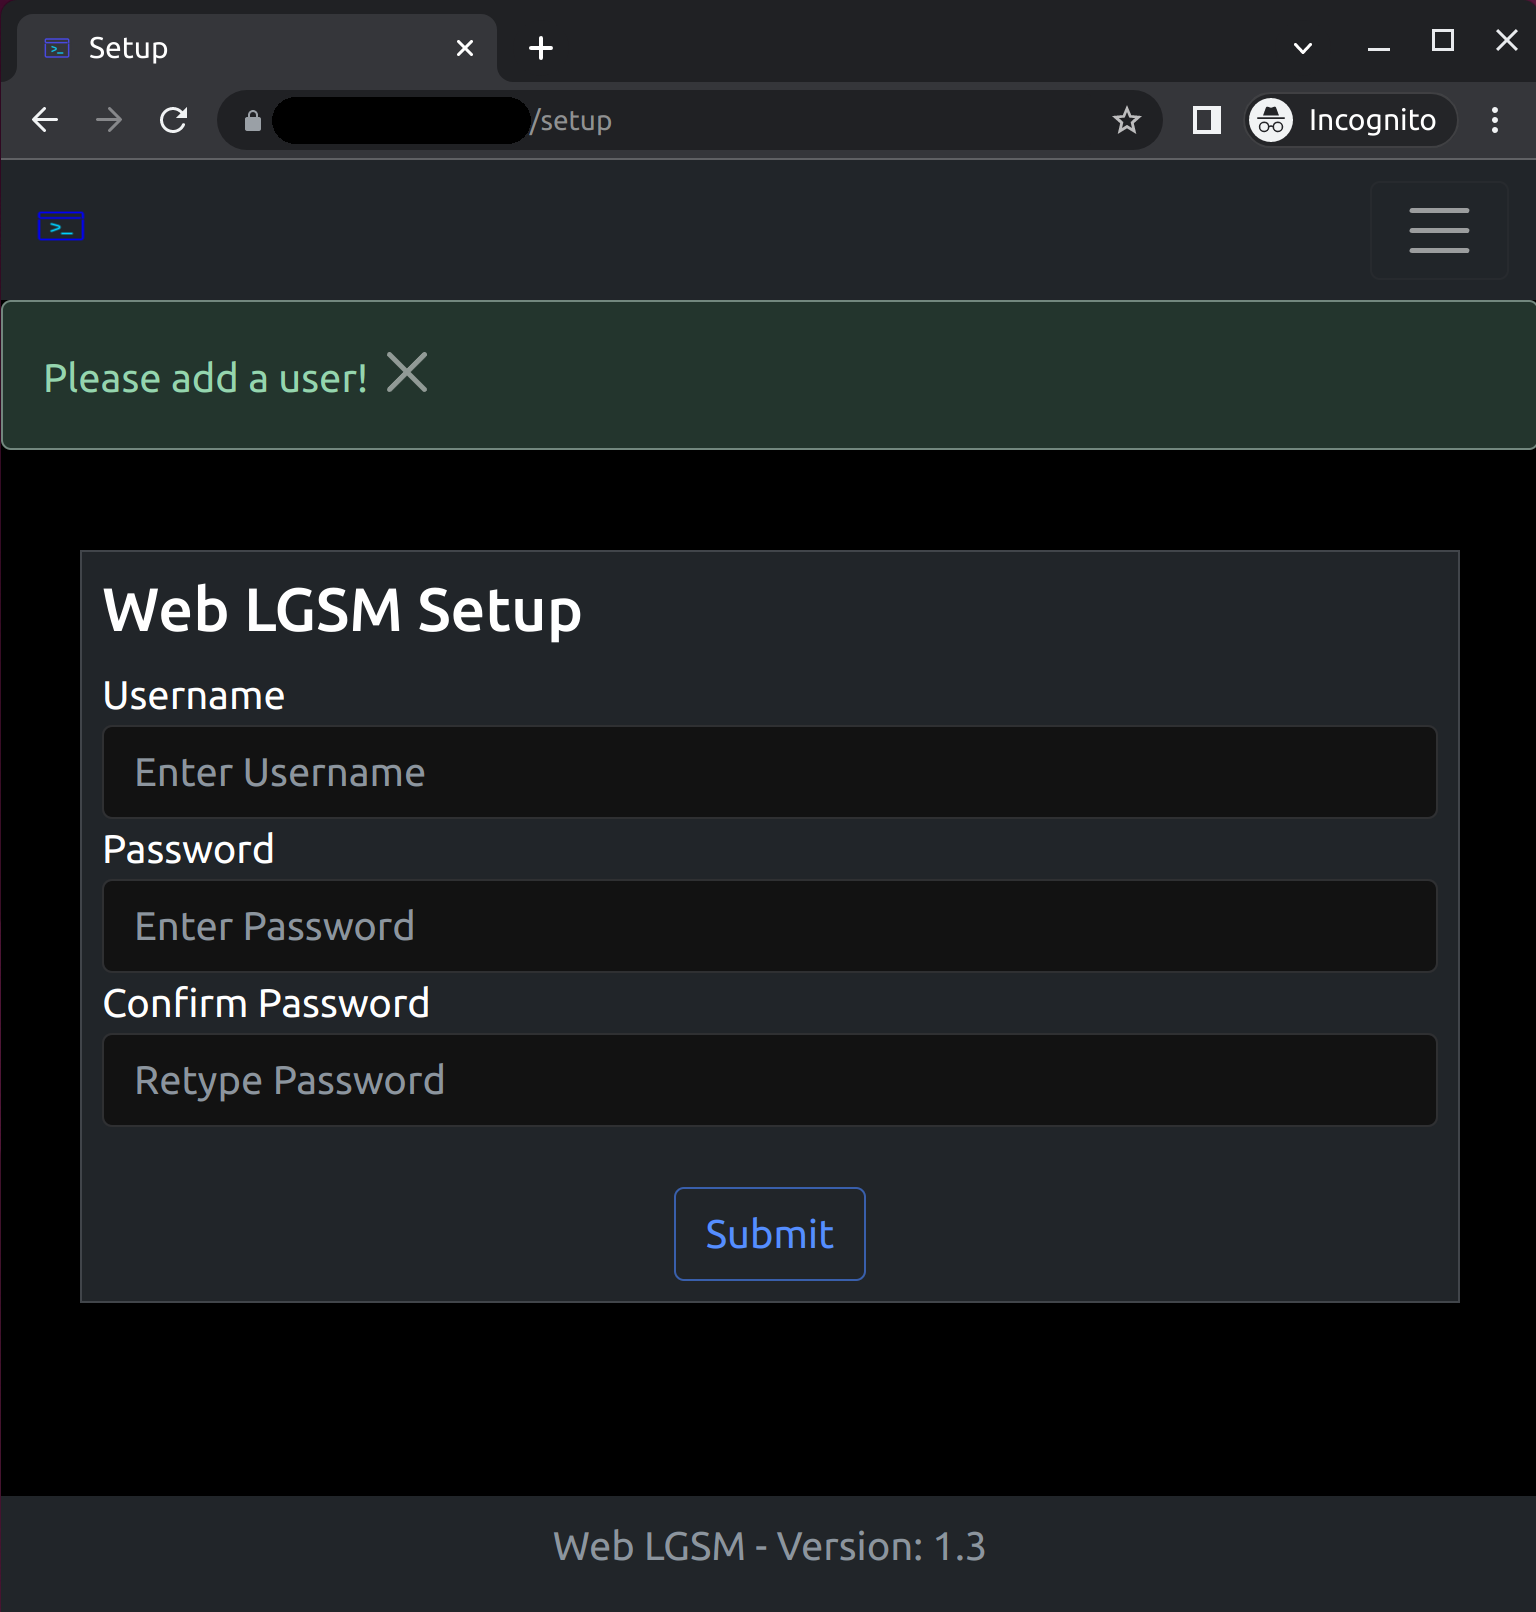 Setup
/setup
Incognito
>_
Please add a user!
Web LGSM Setup
Username
Enter Username
Password
Enter Password
Confirm Password
Retype Password
Submit
Web LGSM - Version: 1.3